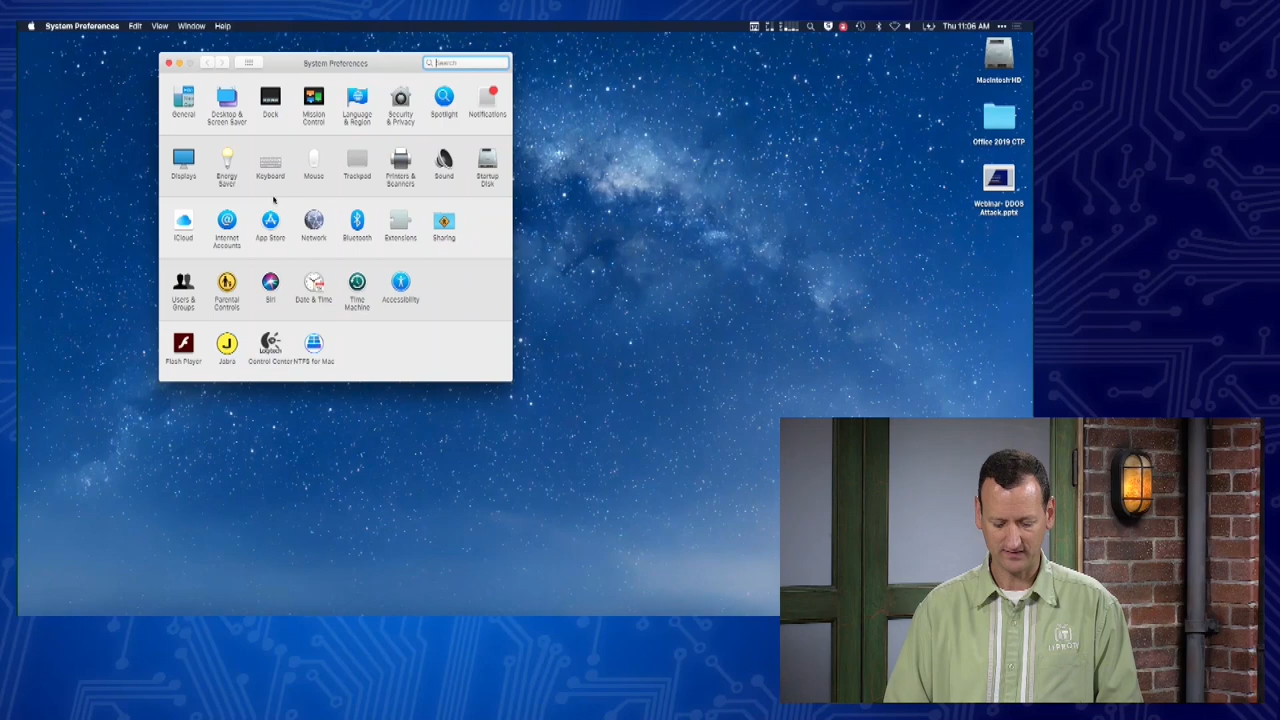 System Preferences Edit View Window Help
Thu 11:06 AM
System Preferences
Search
Macintosh HD
General
Desktop &
Screen Saver
Dock
Mission
Control
Language
& Region
Security
& Privacy
Spotlight
Notifications
Office 2019 CTP
Displays
Energy
Saver
Keyboard
Mouse
Trackpad
Printers &
Scanners
Sound
Startup
Disk
Webinar- DDOS
Attack.pptx
iCloud
Internet
Accounts
App Store
Network
Bluetooth
Extensions
Sharing
Users &
Groups
Parental
Controls
Siri
Date & Time
Time
Machine
Accessibility
Flash Player
Jabra
Logitech
Control Center
NTFS for Mac
ITPROTV